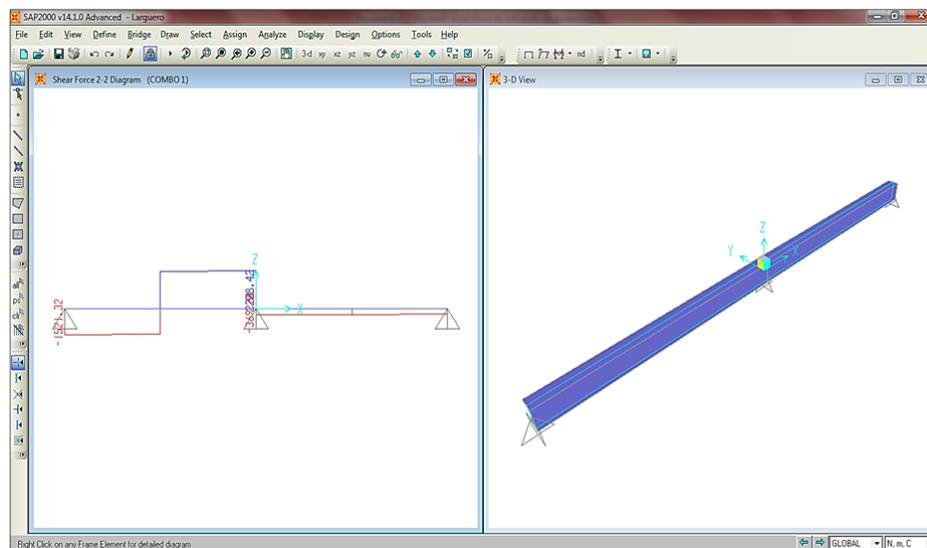 SAP2000 v14.1.0 Advanced - Larguero
File Edit View Define Bridge Draw Select Assign Analyze Display Design Options Tools Help
3-d xy xz yz nv
nd
Shear Force 2-2 Diagram (COMBO 1)
3-D View
all
clr
Z
X
-1521.32
Z
Y
X
Right Click on any Frame Element for detailed diagram
GLOBAL
N, m, C